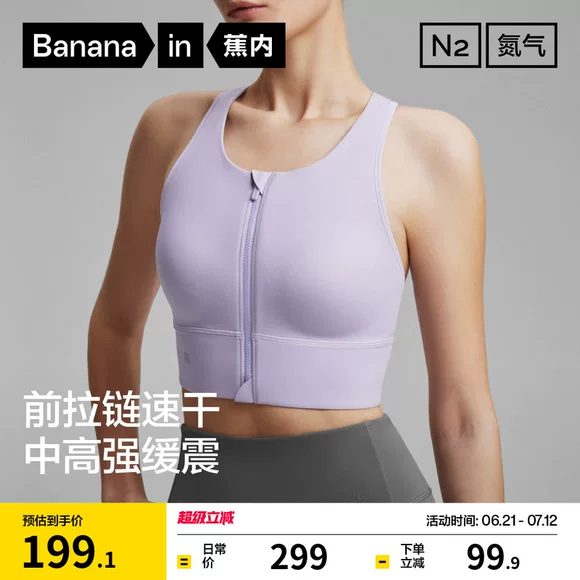 Banana in 蕉内
N2 氮气
前拉链速干
中高强缓震
预估到手价
199.1
超级立减
活动时间: 06.21 - 07.12
= 日常价 299 - 下单立减 99.9